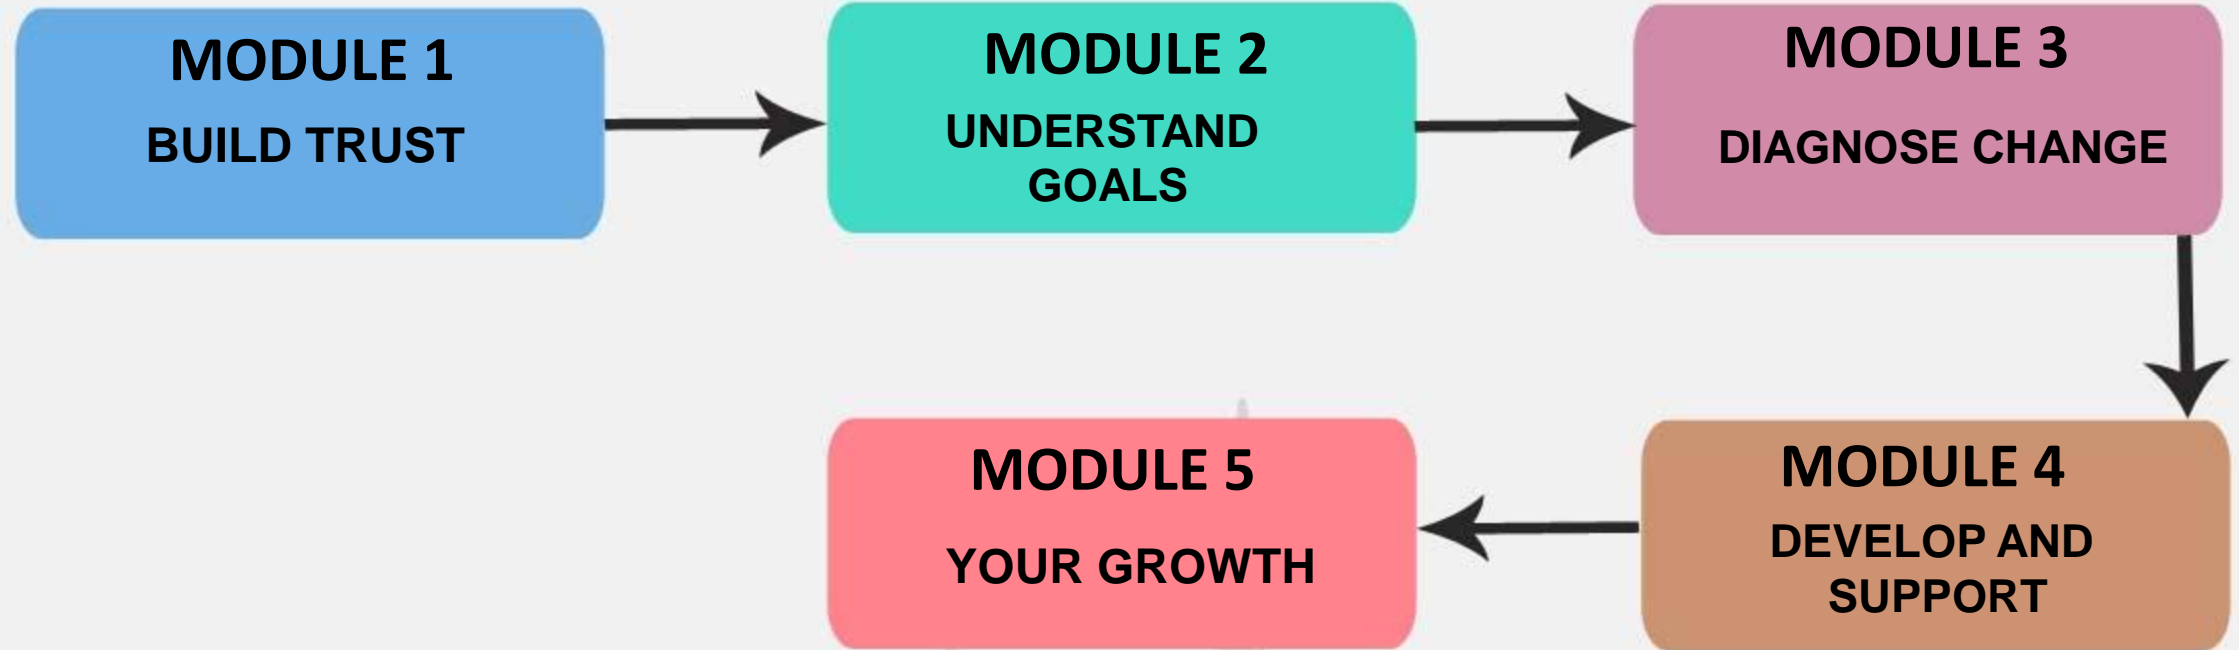 MODULE 1
BUILD TRUST
MODULE 2
UNDERSTAND
GOALS
MODULE 3
DIAGNOSE CHANGE
MODULE 4
DEVELOP AND
SUPPORT
MODULE 5
YOUR GROWTH